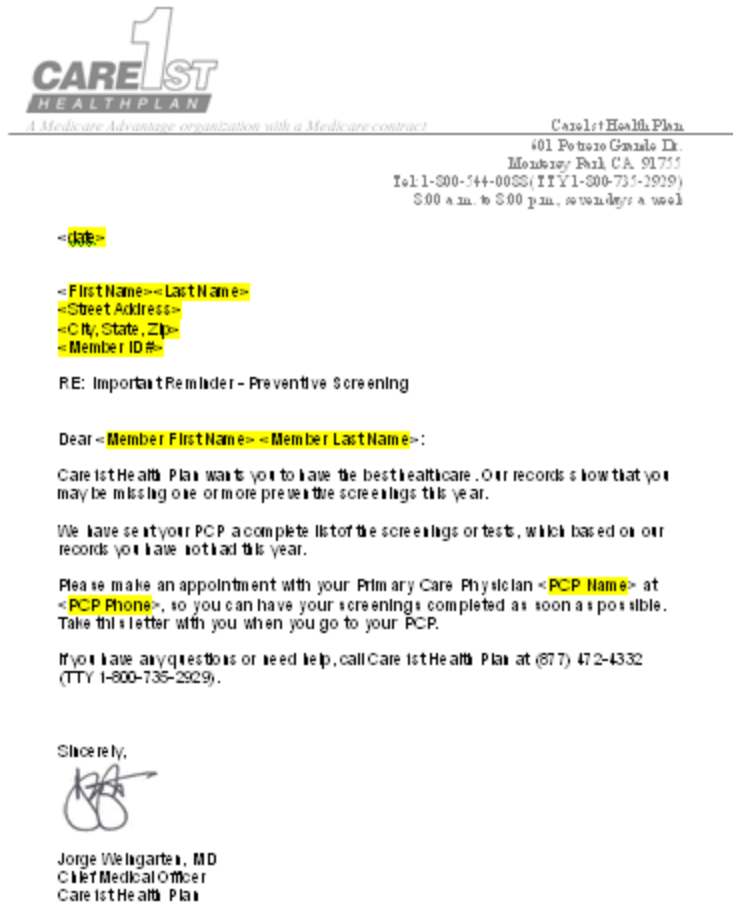 CARE 1ST
HEALTHPLAN
A Medicare Advantage organization with a Medicare contract
Care1st Health Plan
601 Potrero Grande Dr.
Monterey Park, CA 91755
Tel: 1-800-544-0088 (TTY 1-800-735-2929)
8:00 a.m. to 8:00 p.m., seven days a week
<date>
<First Name><Last Name>
<Street Address>
<City, State, Zip>
<Member ID#>
RE: Important Reminder – Preventive Screening
Dear <Member First Name> <Member Last Name>:
Care1st Health Plan wants you to have the best healthcare. Our records show that you
may be missing one or more preventive screenings this year.
We have sent your PCP a complete list of the screenings or tests, which based on our
records you have not had this year.
Please make an appointment with your Primary Care Physician <PCP Name> at
<PCP Phone>, so you can have your screenings completed as soon as possible.
Take this letter with you when you go to your PCP.
If you have any questions or need help, call Care1st Health Plan at (877) 472-4332
(TTY 1-800-735-2929).
Sincerely,
Jorge Weingarten, MD
Chief Medical Officer
Care1st Health Plan